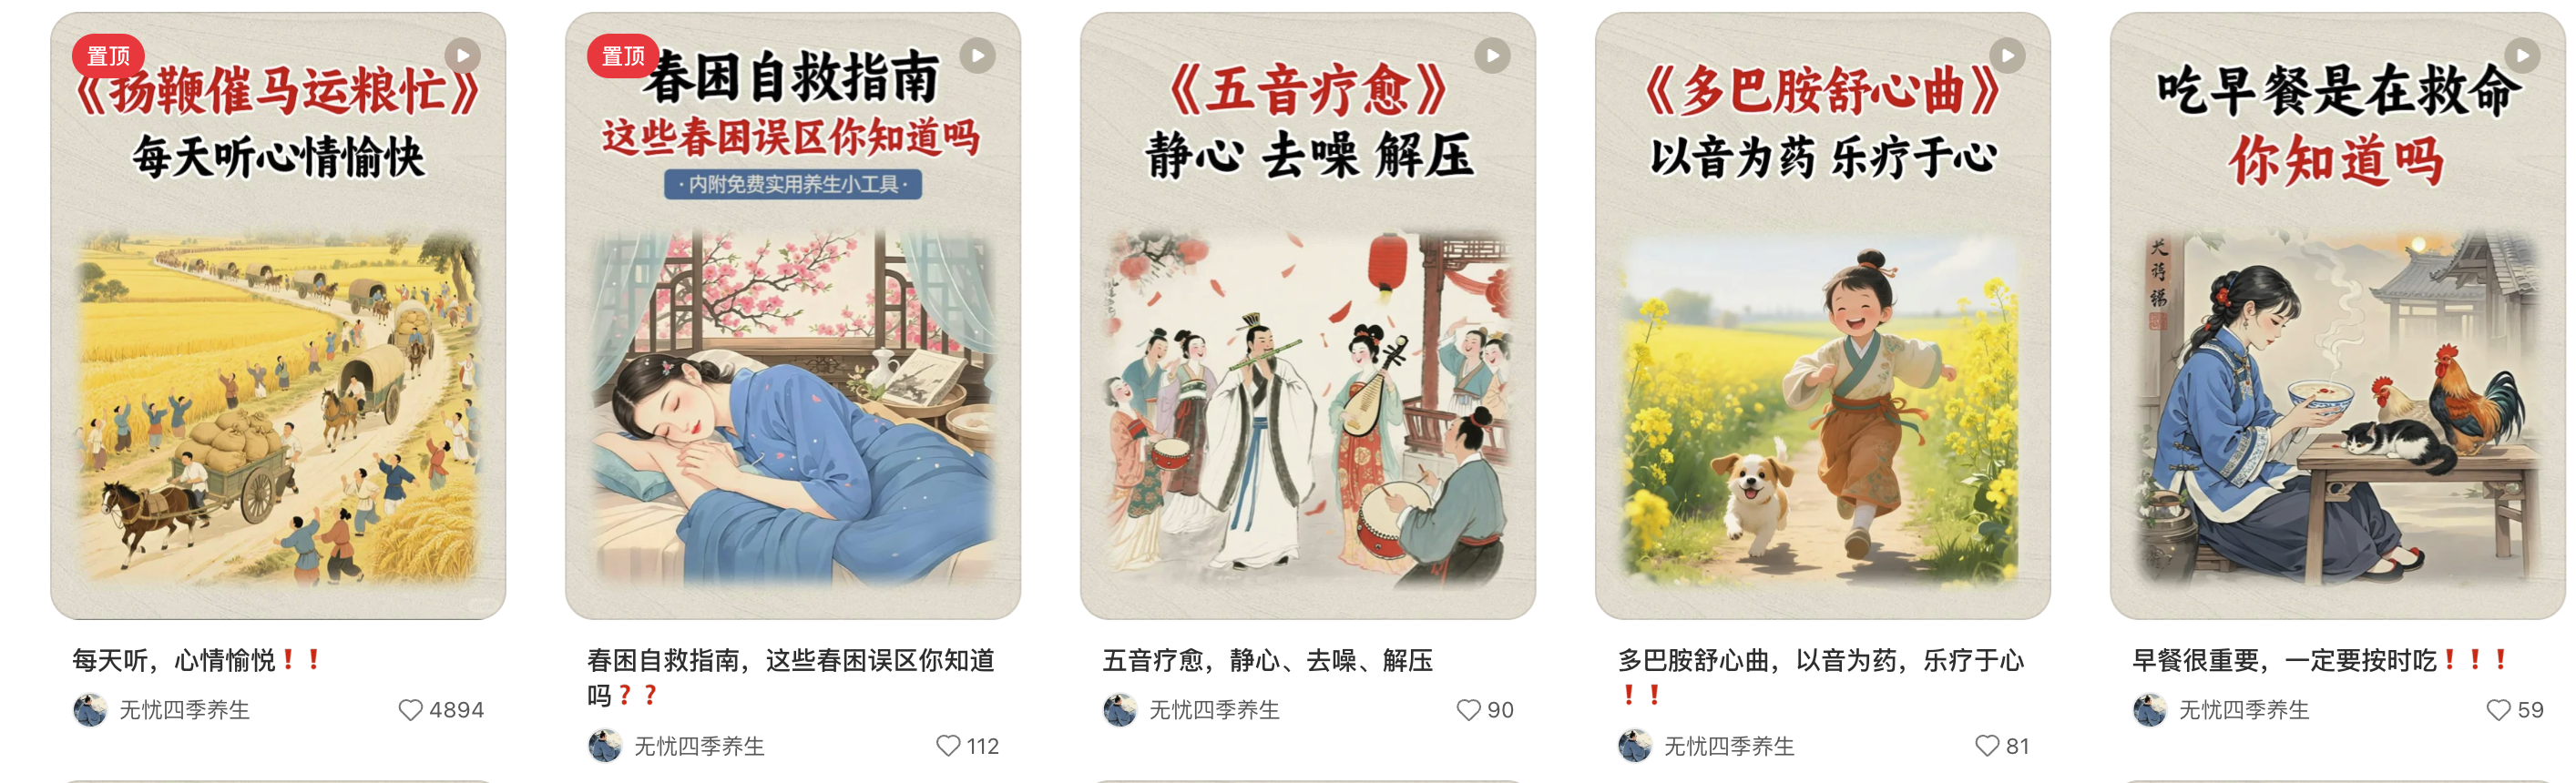 置顶
《扬鞭催马运粮忙》
每天听心情愉快
每天听，心情愉悦❗❗
无忧四季养生
4894
置顶
春困自救指南
这些春困误区你知道吗
·内附免费实用养生小工具·
春困自救指南，这些春困误区你知道
吗❓❓
无忧四季养生
112
《五音疗愈》
静心 去噪 解压
五音疗愈，静心、去噪、解压
无忧四季养生
90
《多巴胺舒心曲》
以音为药 乐疗于心
多巴胺舒心曲，以音为药，乐疗于心
❗❗
无忧四季养生
81
吃早餐是在救命
你知道吗
早餐很重要，一定要按时吃❗❗❗
无忧四季养生
59